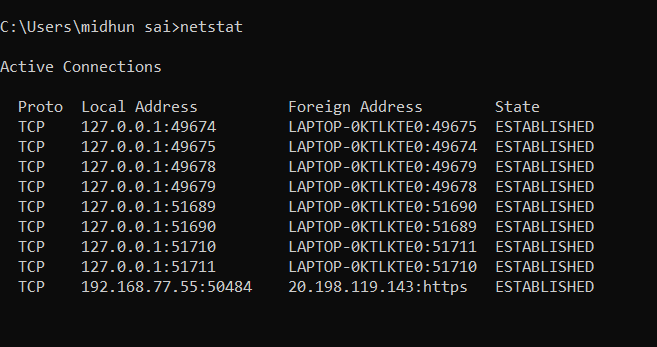 C:\Users\midhun sai>netstat
Active Connections
Proto  Local Address          Foreign Address        State
TCP    127.0.0.1:49674        LAPTOP-0KTLKTE0:49675  ESTABLISHED
TCP    127.0.0.1:49675        LAPTOP-0KTLKTE0:49674  ESTABLISHED
TCP    127.0.0.1:49678        LAPTOP-0KTLKTE0:49679  ESTABLISHED
TCP    127.0.0.1:49679        LAPTOP-0KTLKTE0:49678  ESTABLISHED
TCP    127.0.0.1:51689        LAPTOP-0KTLKTE0:51690  ESTABLISHED
TCP    127.0.0.1:51690        LAPTOP-0KTLKTE0:51689  ESTABLISHED
TCP    127.0.0.1:51710        LAPTOP-0KTLKTE0:51711  ESTABLISHED
TCP    127.0.0.1:51711        LAPTOP-0KTLKTE0:51710  ESTABLISHED
TCP    192.168.77.55:50484    20.198.119.143:https   ESTABLISHED